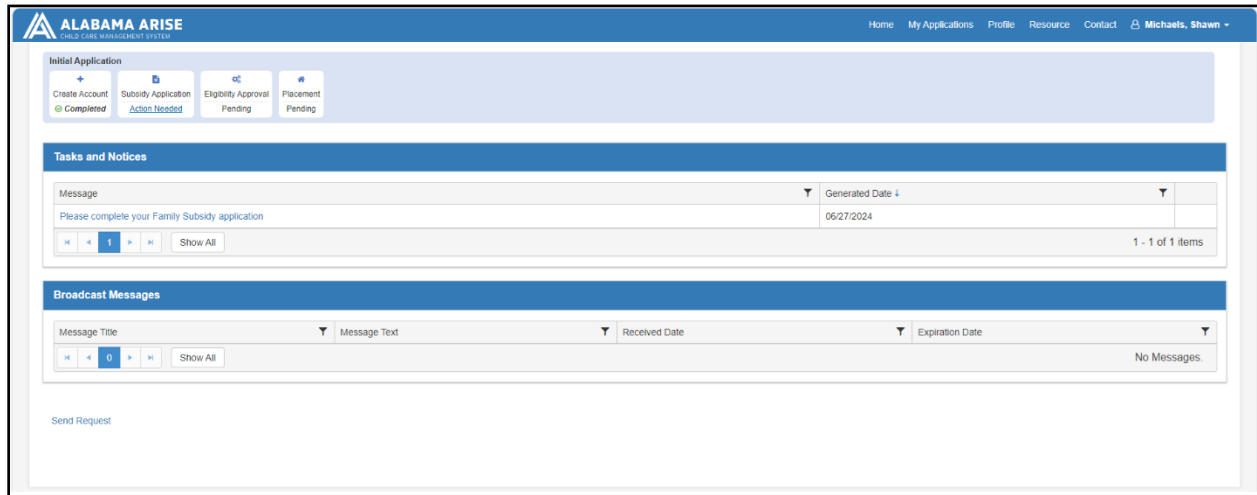 ALABAMA ARISE
CHILD CARE MANAGEMENT SYSTEM
Home My Applications Profile Resource Contact Michaels, Shawn
Initial Application
Create Account Subsidy Application Eligibility Approval Placement
Completed Action Needed Pending Pending
Tasks and Notices
Message Generated Date ↓
Please complete your Family Subsidy application 06/27/2024
1 Show All 1 - 1 of 1 items
Broadcast Messages
Message Title Message Text Received Date Expiration Date
0 Show All No Messages.
Send Request